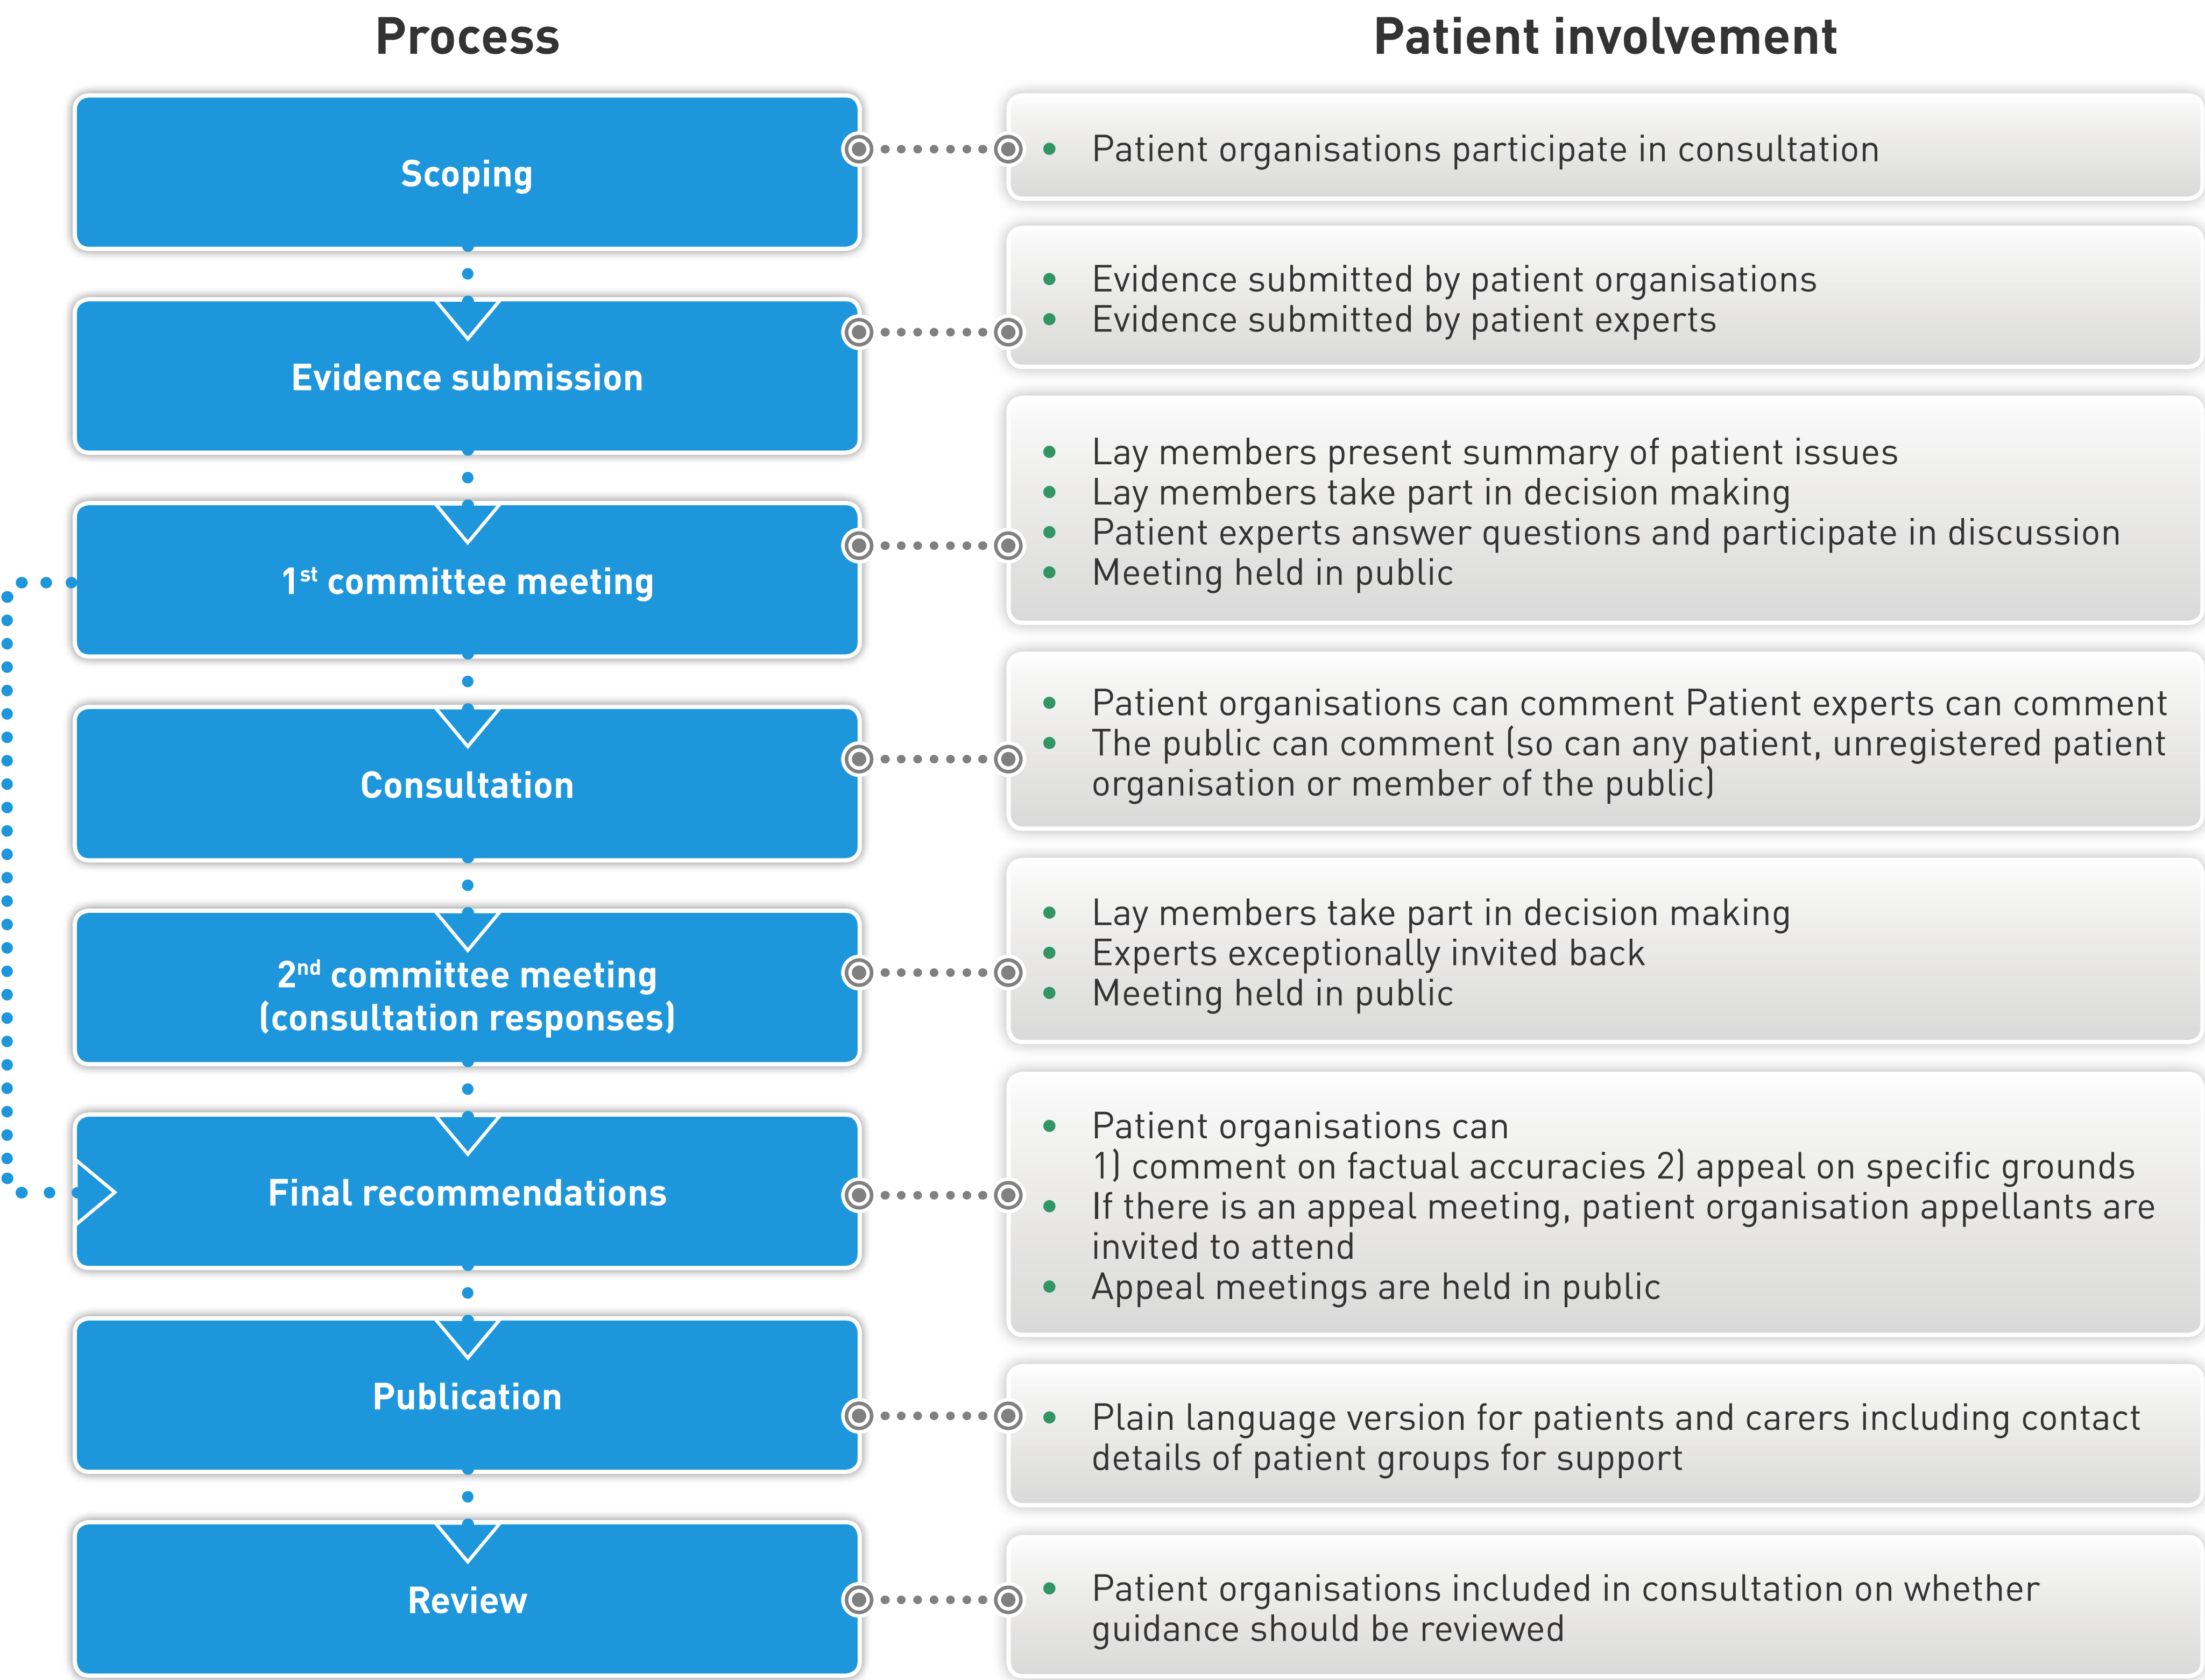 Process
Patient involvement
Scoping
• Patient organisations participate in consultation
Evidence submission
• Evidence submitted by patient organisations
• Evidence submitted by patient experts
1st committee meeting
• Lay members present summary of patient issues
• Lay members take part in decision making
• Patient experts answer questions and participate in discussion
• Meeting held in public
Consultation
• Patient organisations can comment Patient experts can comment
• The public can comment (so can any patient, unregistered patient
organisation or member of the public)
2nd committee meeting
(consultation responses)
• Lay members take part in decision making
• Experts exceptionally invited back
• Meeting held in public
Final recommendations
• Patient organisations can
1) comment on factual accuracies 2) appeal on specific grounds
• If there is an appeal meeting, patient organisation appellants are
invited to attend
• Appeal meetings are held in public
Publication
• Plain language version for patients and carers including contact
details of patient groups for support
Review
• Patient organisations included in consultation on whether
guidance should be reviewed